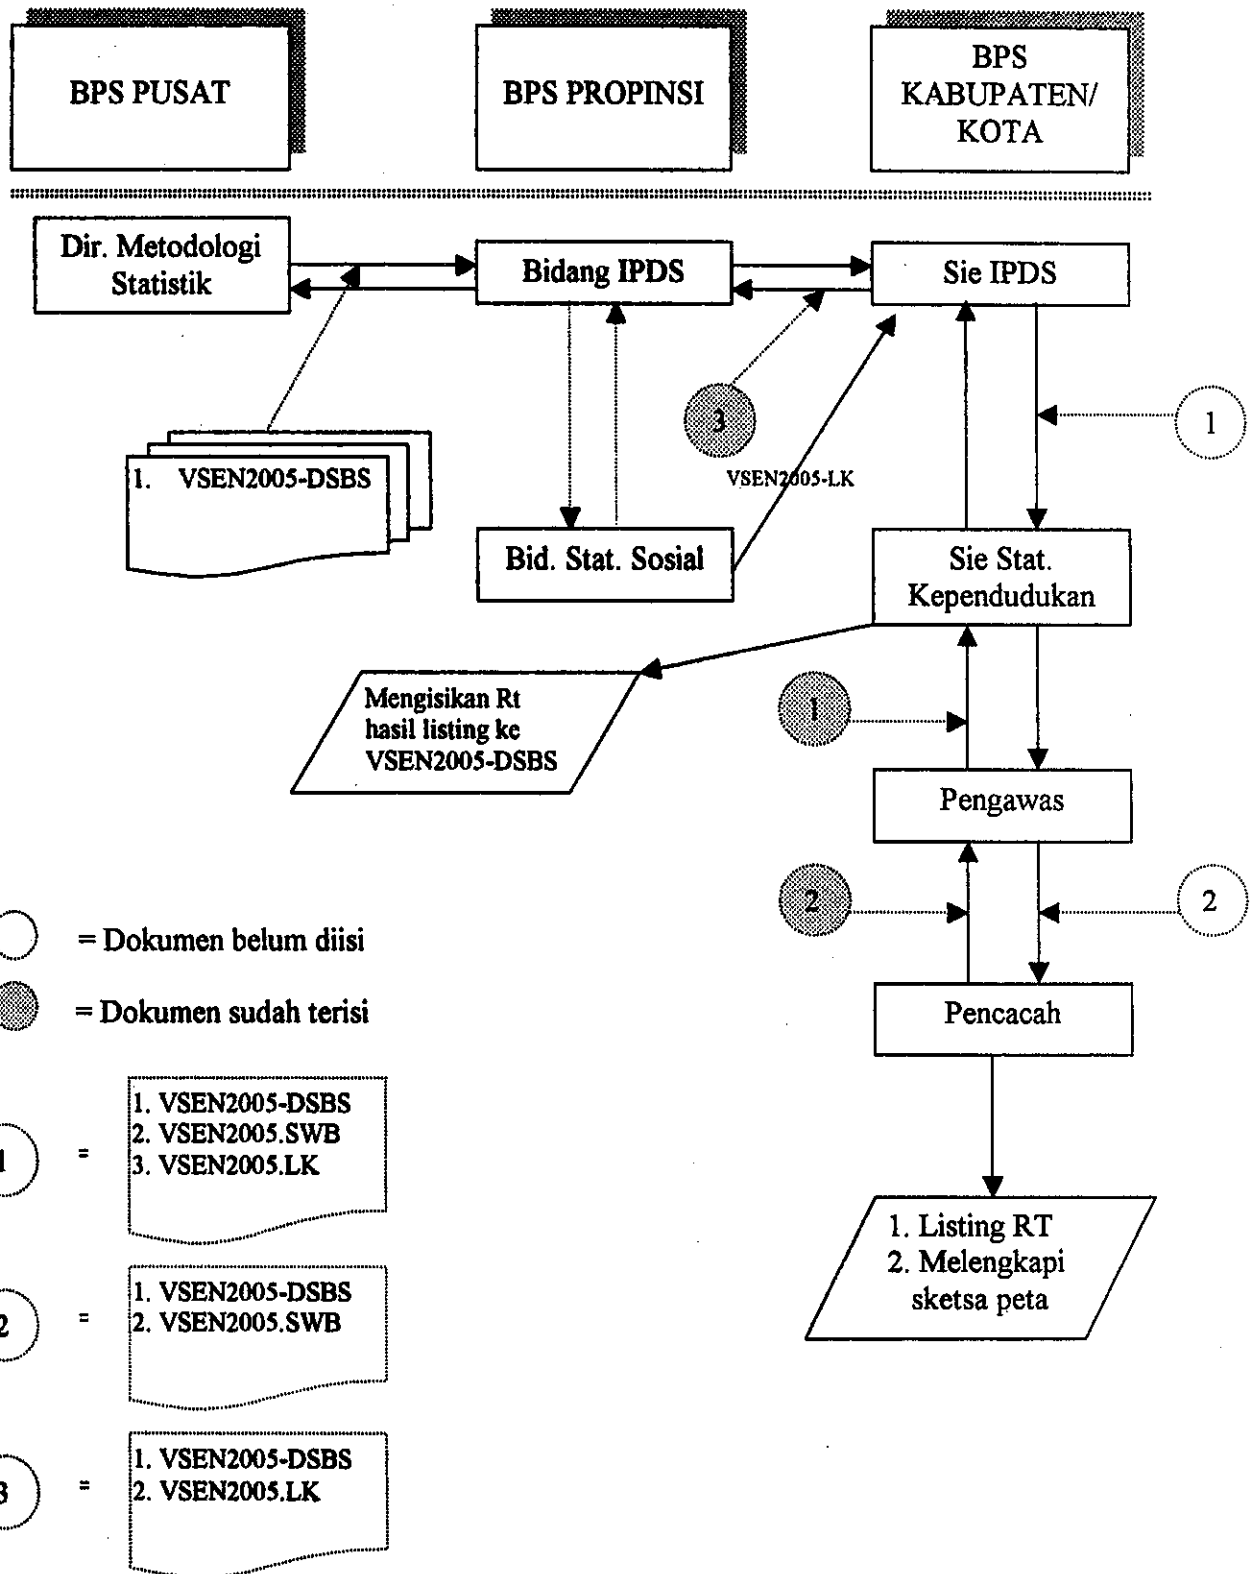 BPS PUSAT
BPS PROPINSI
BPS
KABUPATEN/
KOTA
Dir. Metodologi
Statistik
Bidang IPDS
Sie IPDS
3
1
1. VSEN2005-DSBS
VSEN2005-LK
Bid. Stat. Sosial
Sie Stat.
Kependudukan
Mengisikan Rt
hasil listing ke
VSEN2005-DSBS
1
Pengawas
2
2
= Dokumen belum diisi
= Dokumen sudah terisi
Pencacah
1 =
1. VSEN2005-DSBS
2. VSEN2005.SWB
3. VSEN2005.LK
1. Listing RT
2. Melengkapi
sketsa peta
2 =
1. VSEN2005-DSBS
2. VSEN2005.SWB
3 =
1. VSEN2005-DSBS
2. VSEN2005.LK